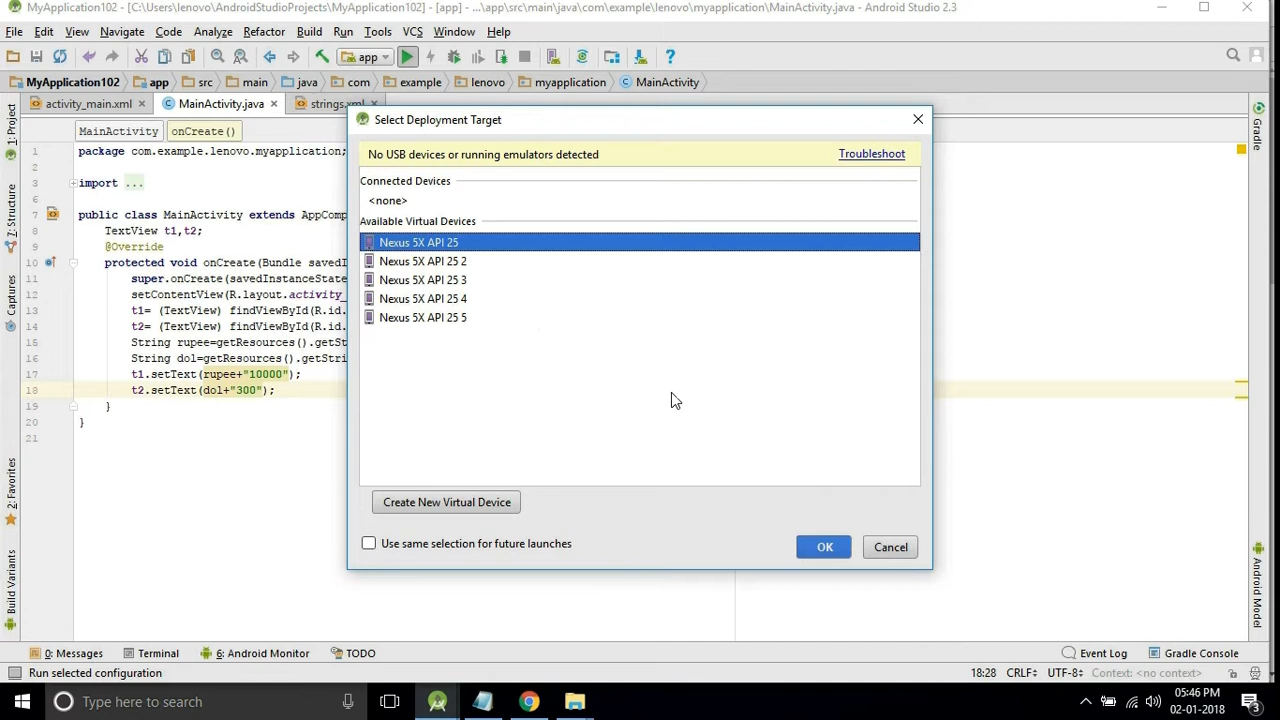 MyApplication102 - [C:\Users\lenovo\AndroidStudioProjects\MyApplication102] - [app] - ...\app\src\main\java\com\example\lenovo\myapplication\MainActivity.java - Android Studio 2.3
File Edit View Navigate Code Analyze Refactor Build Run Tools VCS Window Help
app
MyApplication102 app src main java com example lenovo myapplication MainActivity
activity_main.xml MainActivity.java strings.xml
MainActivity onCreate()
1 package com.example.lenovo.myapplication;
2
3 import ...
6
7 public class MainActivity extends AppComp
8 TextView t1,t2;
9 @Override
10 protected void onCreate(Bundle savedI
11 super.onCreate(savedInstanceState
12 setContentView(R.layout.activity_
13 t1= (TextView) findViewById(R.id.
14 t2= (TextView) findViewById(R.id.
15 String rupee=getResources().getSt
16 String dol=getResources().getStri
17 t1.setText(rupee+"10000");
18 t2.setText(dol+"300");
19 }
20 }
21
Select Deployment Target
No USB devices or running emulators detected Troubleshoot
Connected Devices
<none>
Available Virtual Devices
Nexus 5X API 25
Nexus 5X API 25 2
Nexus 5X API 25 3
Nexus 5X API 25 4
Nexus 5X API 25 5
Create New Virtual Device
Use same selection for future launches
OK Cancel
1: Project
7: Structure
Captures
2: Favorites
Build Variants
Gradle
Android Model
0: Messages Terminal 6: Android Monitor TODO Event Log Gradle Console
Run selected configuration 18:28 CRLF UTF-8 Context: <no context>
Type here to search
05:46 PM
02-01-2018
3